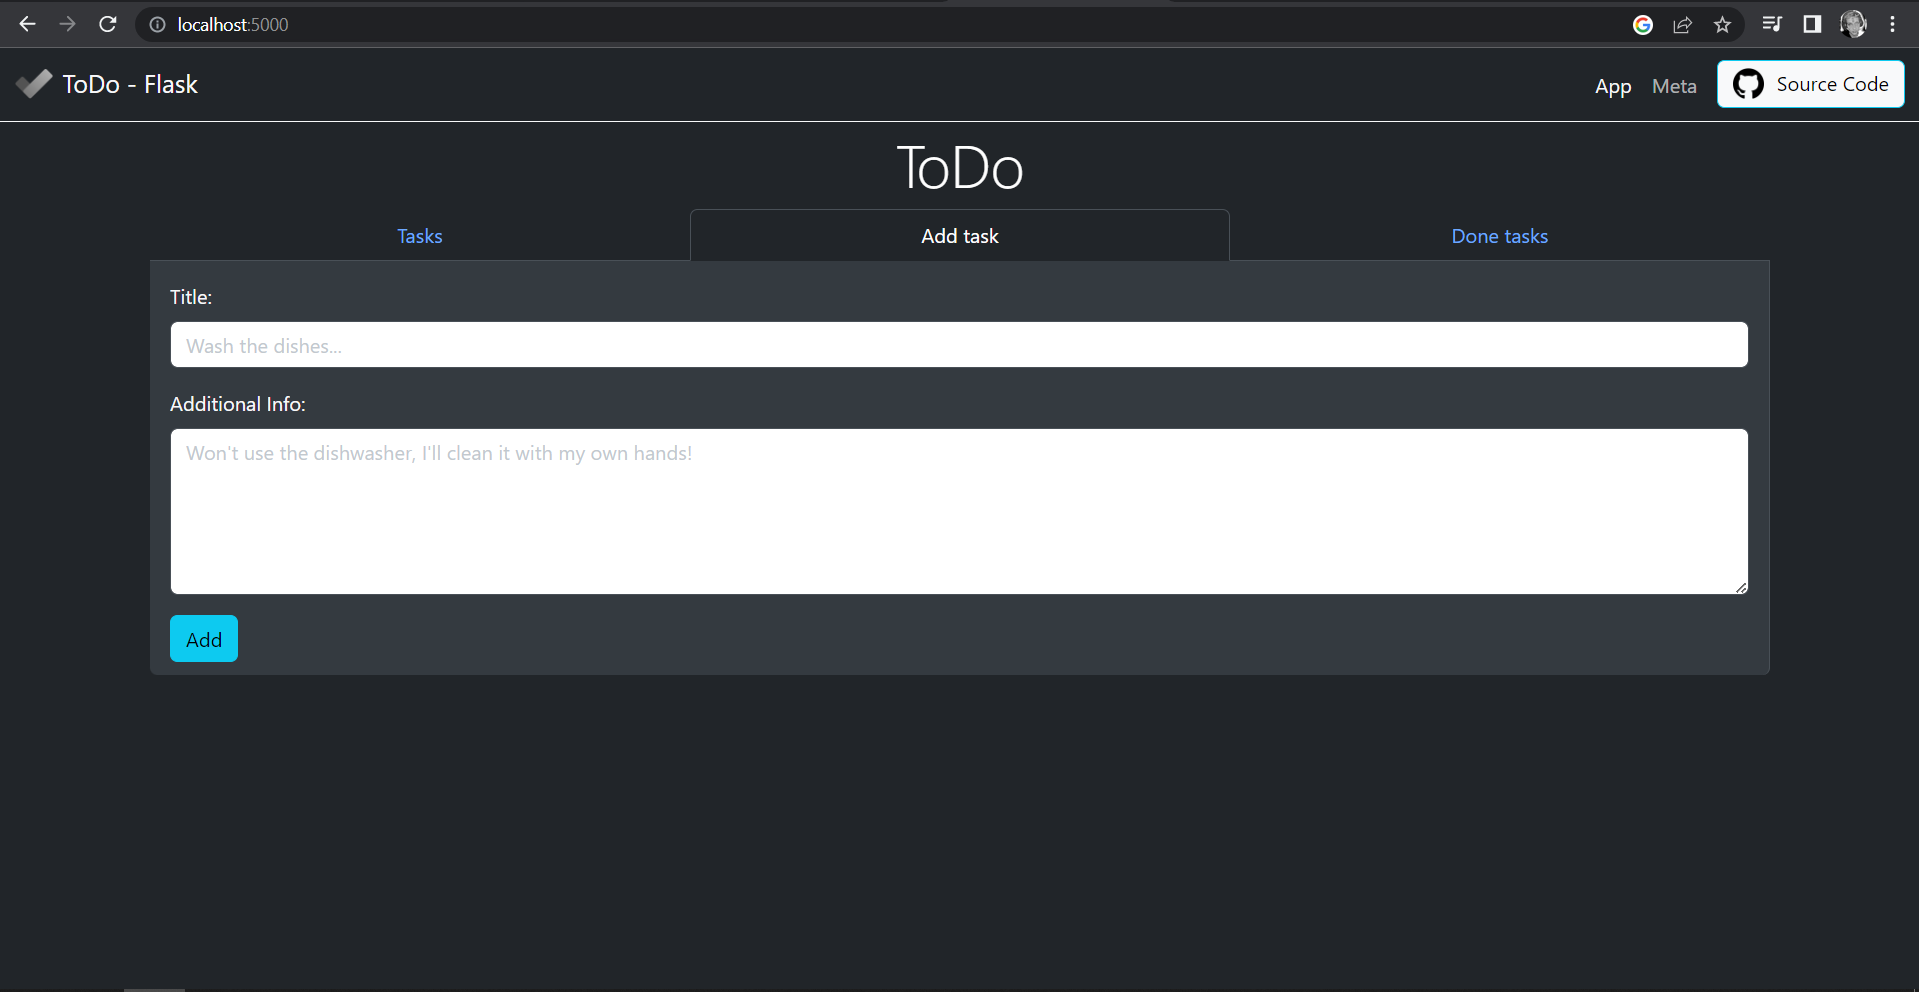 localhost:5000
ToDo - Flask
App Meta Source Code
ToDo
Tasks Add task Done tasks
Title:
Wash the dishes...
Additional Info:
Won't use the dishwasher, I'll clean it with my own hands!
Add